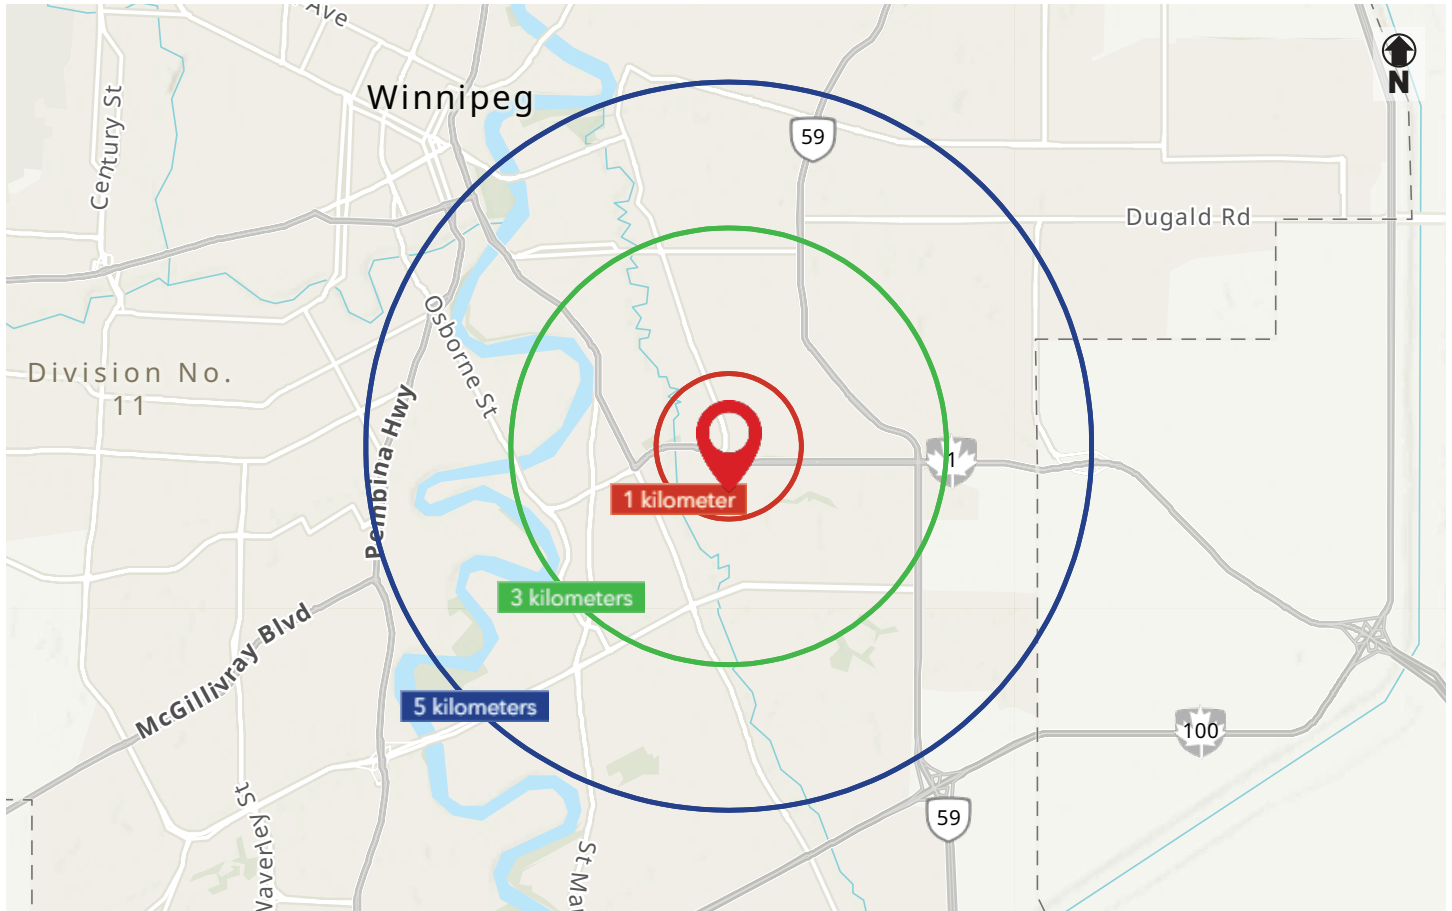 Ave
N
Winnipeg
Century St
59
Dugald Rd
Osborne St
Division No.
11
Pembina Hwy
1
1 kilometer
3 kilometers
McGillivray Blvd
5 kilometers
100
59
Waverley St
St Mar